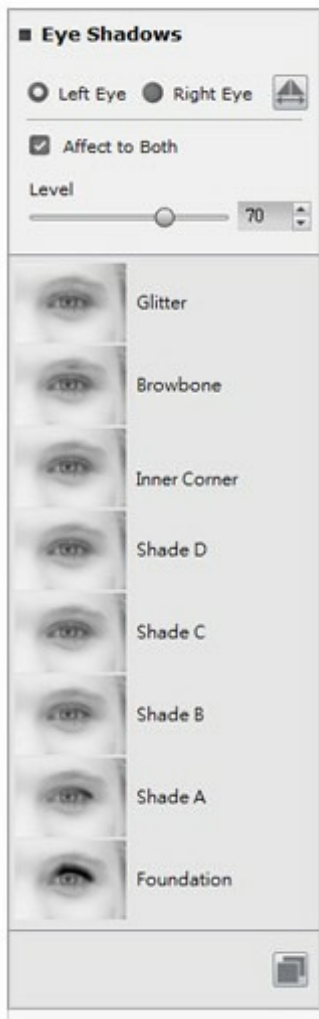 Eye Shadows
Left Eye Right Eye
Affect to Both
Level
70
Glitter
Browbone
Inner Corner
Shade D
Shade C
Shade B
Shade A
Foundation